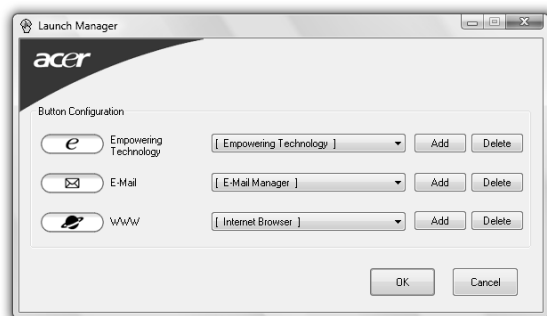 Launch Manager
acer
Button Configuration
e Empowering Technology [ Empowering Technology ] Add Delete
E-Mail [ E-Mail Manager ] Add Delete
WWW [ Internet Browser ] Add Delete
OK Cancel